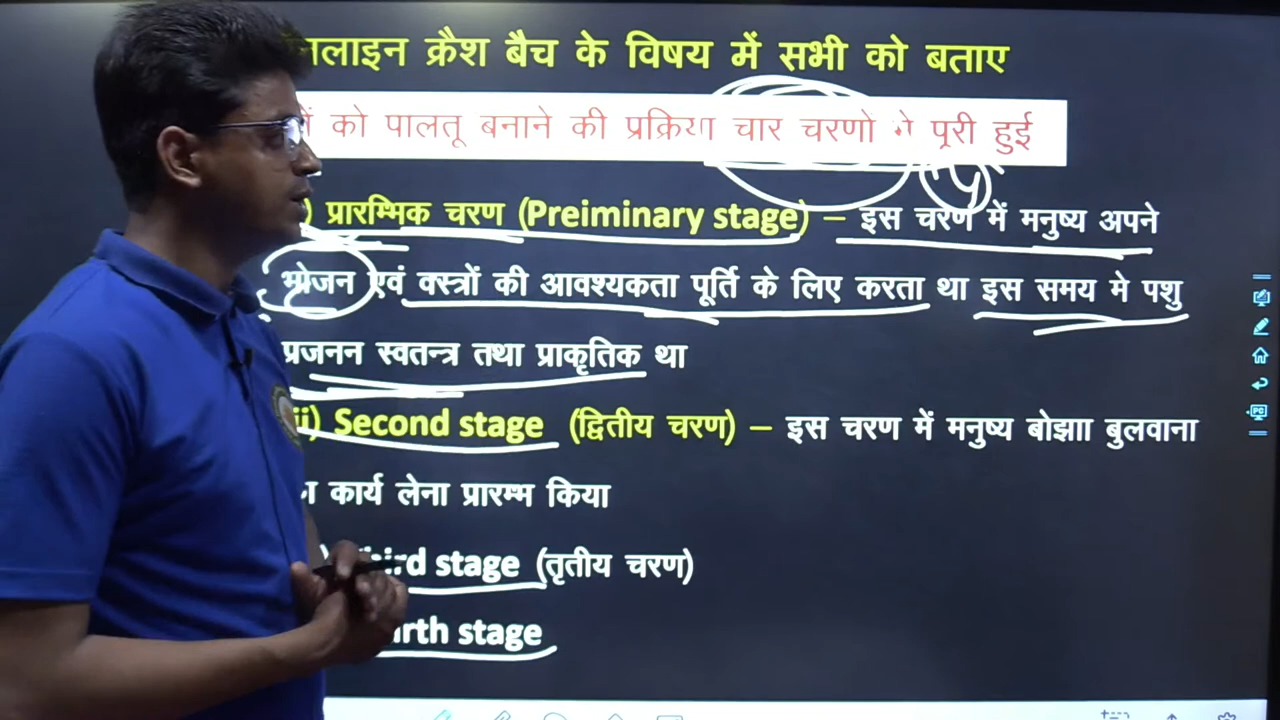 क्रैश बैच के विषय में सभी को बताए
को पालतू बनाने की प्रक्रिया चार चरणो मे पूरी हुई
प्रारम्भिक चरण (Preiminary stage) – इस चरण में मनुष्य अपने
भोजन एवं वस्त्रों की आवश्यकता पूर्ति के लिए करता था इस समय मे पशु
प्रजनन स्वतन्त्र तथा प्राकृतिक था
ii) Second stage (द्वितीय चरण) – इस चरण में मनुष्य बोझाा बुलवाना
कार्य लेना प्रारम्भ किया
stage (तृतीय चरण)
stage